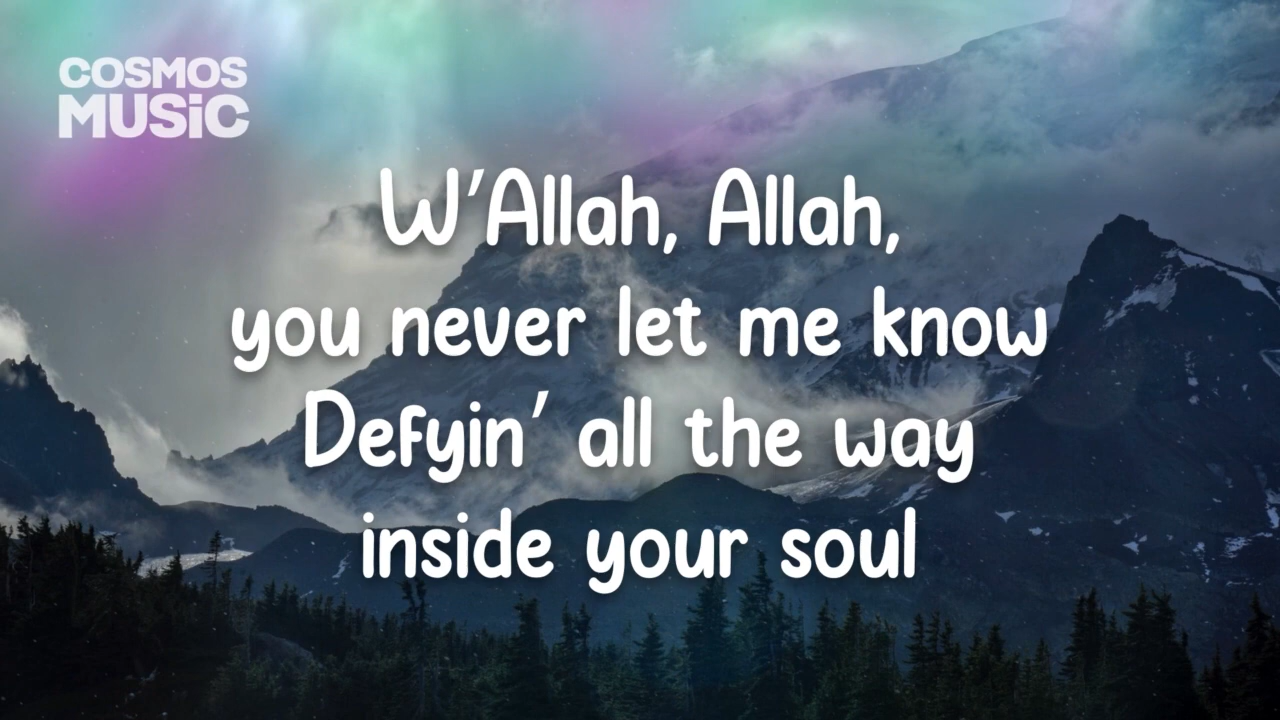 COSMOS
MUSiC
W'Allah, Allah,
you never let me know
Defyin' all the way
inside your soul